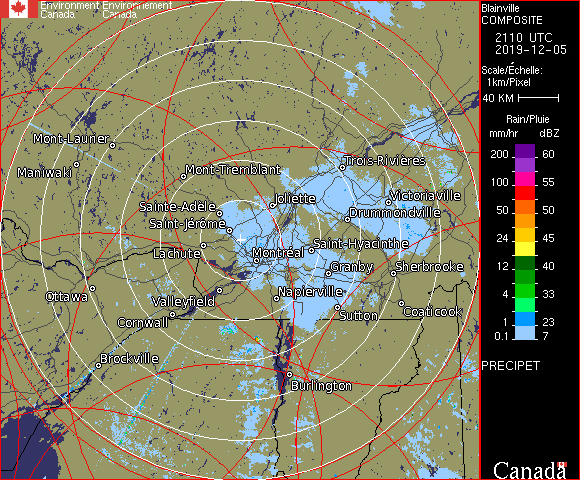 Environment Environnement
Canada Canada
Blainville
COMPOSITE
2110 UTC
2019-12-05
Scale/Échelle:
1km/Pixel
40 KM
Rain/Pluie
mm/hr dBZ
200 60
100 55
50 50
24 45
12 40
4 33
1 23
0.1 7
PRECIPET
Mont-Laurier
Maniwaki
Mont-Tremblant
Trois-Rivières
Joliette
Victoriaville
Sainte-Adèle
Drummondville
Saint-Jérôme
Saint-Hyacinthe
Lachute
Montréal
Granby
Sherbrooke
Ottawa
Valleyfield
Napierville
Coaticook
Cornwall
Sutton
Brockville
Burlington
Canada